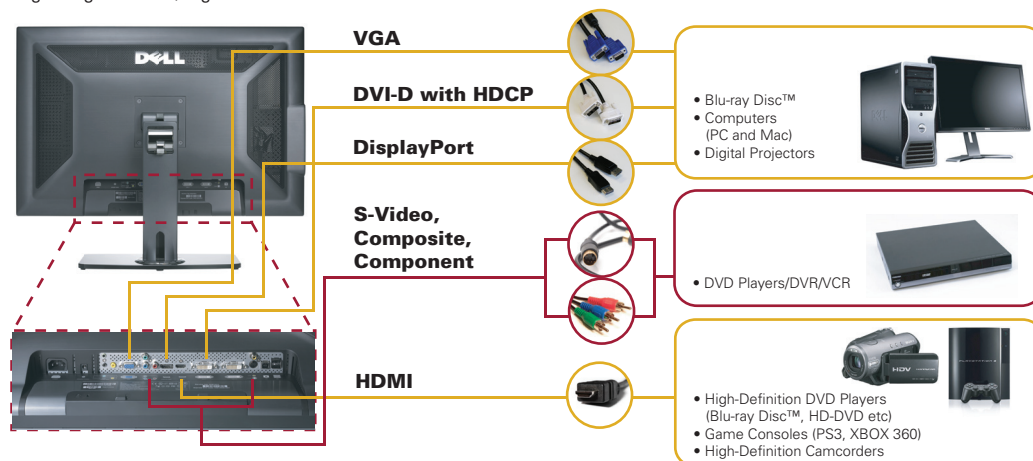 DELL
VGA
DVI-D with HDCP
DisplayPort
S-Video,
Composite,
Component
HDMI
• Blu-ray Disc™
• Computers
(PC and Mac)
• Digital Projectors
• DVD Players/DVR/VCR
HDV
• High-Definition DVD Players
(Blu-ray Disc™, HD-DVD etc)
• Game Consoles (PS3, XBOX 360)
• High-Definition Camcorders